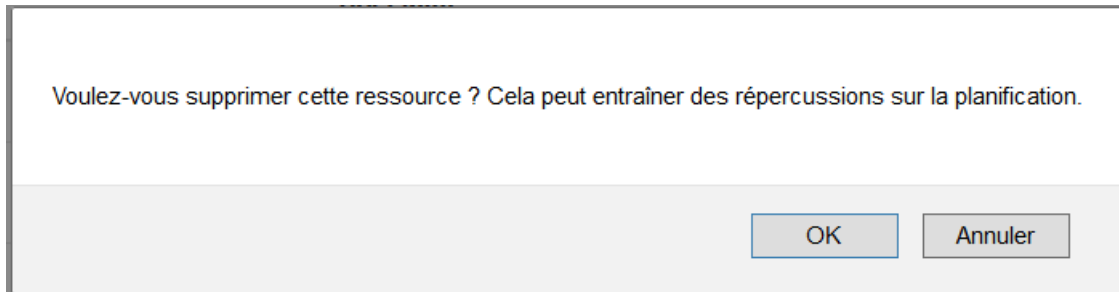 Voulez-vous supprimer cette ressource ? Cela peut entraîner des répercussions sur la planification.
OK
Annuler